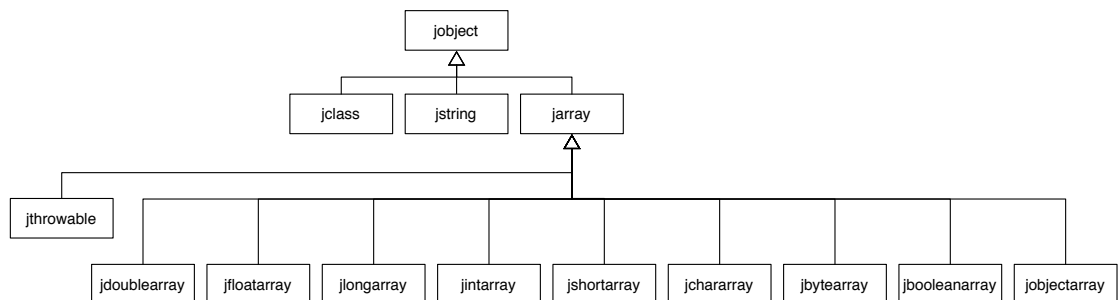 jobject
jclass
jstring
jarray
jthrowable
jdoublearray
jfloatarray
jlongarray
jintarray
jshortarray
jchararray
jbytearray
jbooleanarray
jobjectarray